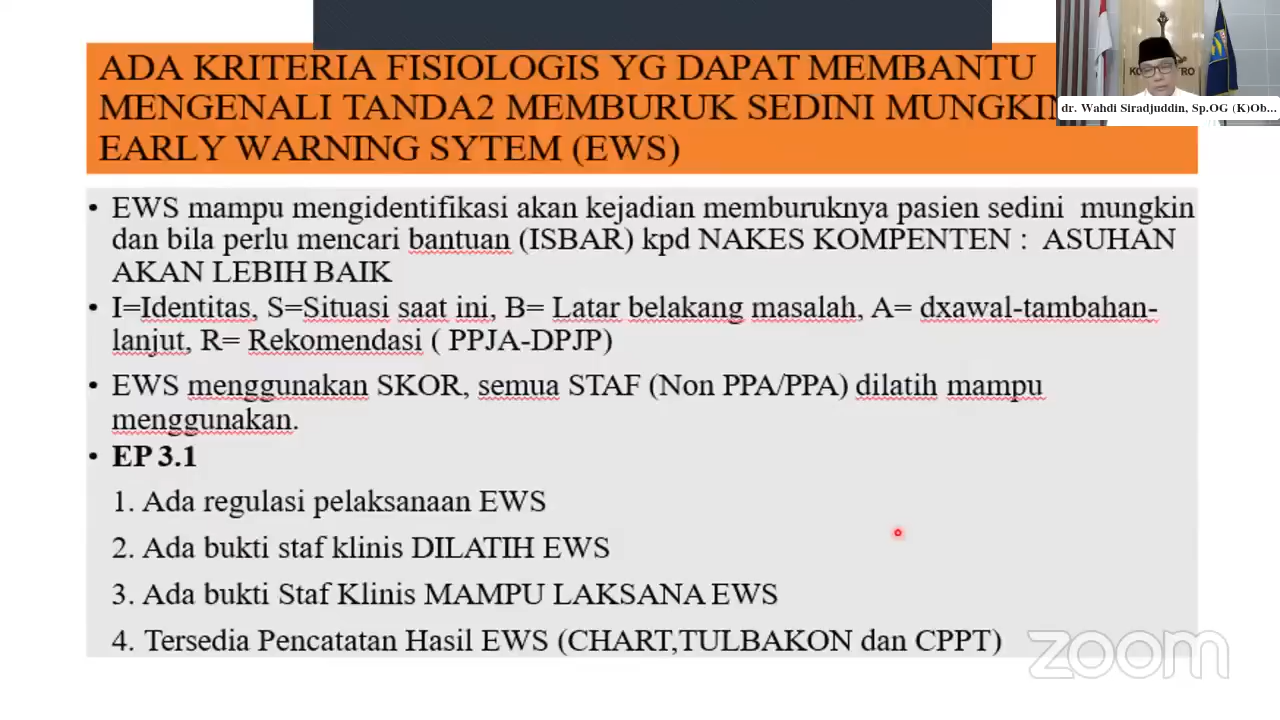 ADA KRITERIA FISIOLOGIS YG DAPAT MEMBANTU
MENGENALI TANDA2 MEMBURUK SEDINI MUNGKIN
EARLY WARNING SYTEM (EWS)
dr. Wahdi Siradjuddin, Sp.OG (K)Ob...
• EWS mampu mengidentifikasi akan kejadian memburuknya pasien sedini mungkin
dan bila perlu mencari bantuan (ISBAR) kpd NAKES KOMPENTEN : ASUHAN
AKAN LEBIH BAIK
• I=Identitas, S=Situasi saat ini, B= Latar belakang masalah, A= dxawal-tambahan-
lanjut, R= Rekomendasi ( PPJA-DPJP)
• EWS menggunakan SKOR, semua STAF (Non PPA/PPA) dilatih mampu
menggunakan.
• EP 3.1
1. Ada regulasi pelaksanaan EWS
2. Ada bukti staf klinis DILATIH EWS
3. Ada bukti Staf Klinis MAMPU LAKSANA EWS
4. Tersedia Pencatatan Hasil EWS (CHART,TULBAKON dan CPPT)
zoom